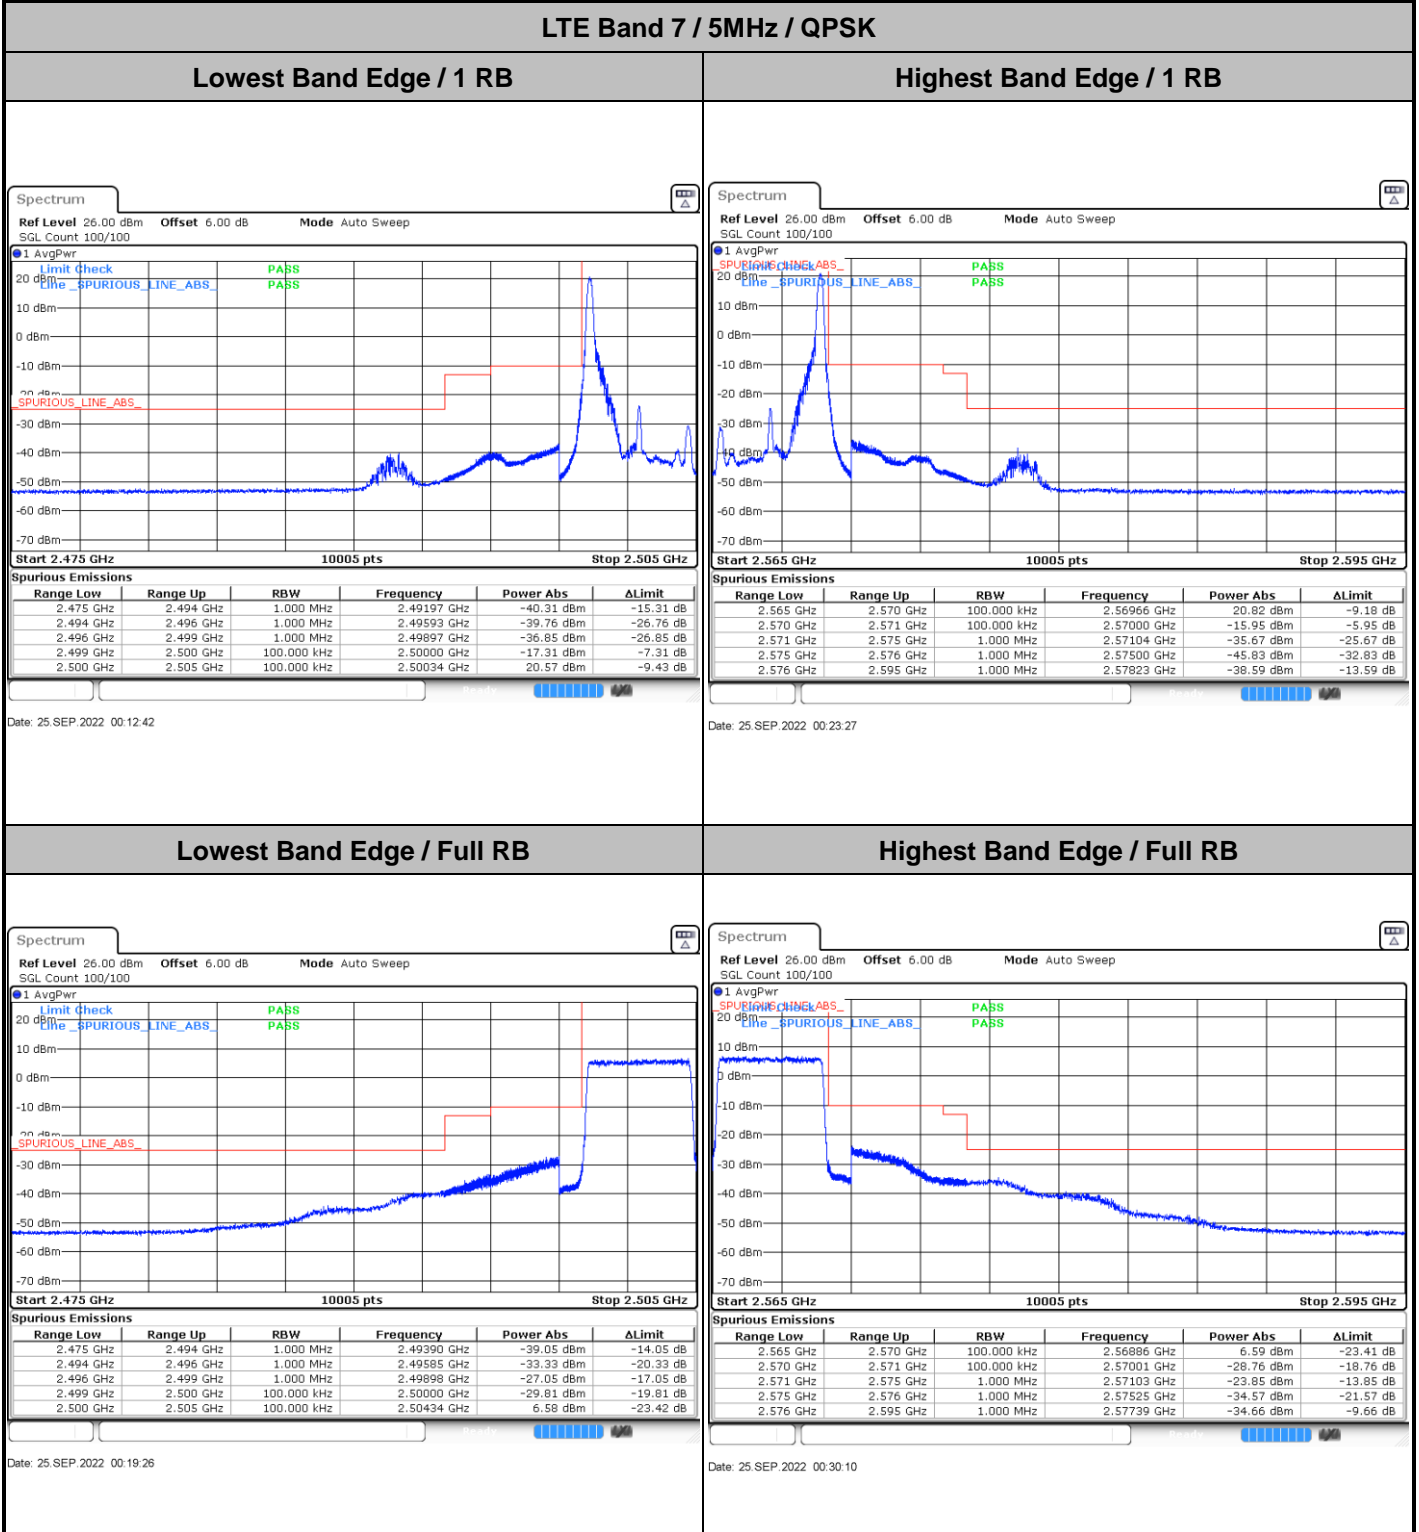 LTE Band 7 / 5MHz / QPSK
Lowest Band Edge / 1 RB
Highest Band Edge / 1 RB
Spectrum
Ref Level 26.00 dBm Offset 6.00 dB Mode Auto Sweep
SGL Count 100/100
1 AvgPwr
Limit Check PASS
20 dBm
Line _SPURIOUS_LINE_ABS_ PASS
10 dBm
0 dBm
-10 dBm
-20 dBm
_SPURIOUS_LINE_ABS_
-30 dBm
-40 dBm
-50 dBm
-60 dBm
-70 dBm
Start 2.475 GHz 10005 pts Stop 2.505 GHz
Spurious Emissions
Range Low Range Up RBW Frequency Power Abs ΔLimit
2.475 GHz 2.494 GHz 1.000 MHz 2.49197 GHz -40.31 dBm -15.31 dB
2.494 GHz 2.496 GHz 1.000 MHz 2.49593 GHz -39.76 dBm -26.76 dB
2.496 GHz 2.499 GHz 1.000 MHz 2.49897 GHz -36.85 dBm -26.85 dB
2.499 GHz 2.500 GHz 100.000 kHz 2.50000 GHz -17.31 dBm -7.31 dB
2.500 GHz 2.505 GHz 100.000 kHz 2.50034 GHz 20.57 dBm -9.43 dB
Ready
Date: 25.SEP.2022 00:12:42
Spectrum
Ref Level 26.00 dBm Offset 6.00 dB Mode Auto Sweep
SGL Count 100/100
1 AvgPwr
_SPURIOUS_LINE_ABS_
Limit Check PASS
20 dBm
Line _SPURIOUS_LINE_ABS_ PASS
10 dBm
0 dBm
-10 dBm
-20 dBm
-30 dBm
-40 dBm
-50 dBm
-60 dBm
-70 dBm
Start 2.565 GHz 10005 pts Stop 2.595 GHz
Spurious Emissions
Range Low Range Up RBW Frequency Power Abs ΔLimit
2.565 GHz 2.570 GHz 100.000 kHz 2.56966 GHz 20.82 dBm -9.18 dB
2.570 GHz 2.571 GHz 100.000 kHz 2.57000 GHz -15.95 dBm -5.95 dB
2.571 GHz 2.575 GHz 1.000 MHz 2.57104 GHz -35.67 dBm -25.67 dB
2.575 GHz 2.576 GHz 1.000 MHz 2.57500 GHz -45.83 dBm -32.83 dB
2.576 GHz 2.595 GHz 1.000 MHz 2.57823 GHz -38.59 dBm -13.59 dB
Ready
Date: 25.SEP.2022 00:23:27
Lowest Band Edge / Full RB
Highest Band Edge / Full RB
Spectrum
Ref Level 26.00 dBm Offset 6.00 dB Mode Auto Sweep
SGL Count 100/100
1 AvgPwr
Limit Check PASS
20 dBm
Line _SPURIOUS_LINE_ABS_ PASS
10 dBm
0 dBm
-10 dBm
-20 dBm
_SPURIOUS_LINE_ABS_
-30 dBm
-40 dBm
-50 dBm
-60 dBm
-70 dBm
Start 2.475 GHz 10005 pts Stop 2.505 GHz
Spurious Emissions
Range Low Range Up RBW Frequency Power Abs ΔLimit
2.475 GHz 2.494 GHz 1.000 MHz 2.49390 GHz -39.05 dBm -14.05 dB
2.494 GHz 2.496 GHz 1.000 MHz 2.49585 GHz -33.33 dBm -20.33 dB
2.496 GHz 2.499 GHz 1.000 MHz 2.49898 GHz -27.05 dBm -17.05 dB
2.499 GHz 2.500 GHz 100.000 kHz 2.50000 GHz -29.81 dBm -19.81 dB
2.500 GHz 2.505 GHz 100.000 kHz 2.50434 GHz 6.58 dBm -23.42 dB
Ready
Date: 25.SEP.2022 00:19:26
Spectrum
Ref Level 26.00 dBm Offset 6.00 dB Mode Auto Sweep
SGL Count 100/100
1 AvgPwr
_SPURIOUS_LINE_ABS_
Limit Check PASS
20 dBm
Line _SPURIOUS_LINE_ABS_ PASS
10 dBm
0 dBm
-10 dBm
-20 dBm
-30 dBm
-40 dBm
-50 dBm
-60 dBm
-70 dBm
Start 2.565 GHz 10005 pts Stop 2.595 GHz
Spurious Emissions
Range Low Range Up RBW Frequency Power Abs ΔLimit
2.565 GHz 2.570 GHz 100.000 kHz 2.56886 GHz 6.59 dBm -23.41 dB
2.570 GHz 2.571 GHz 100.000 kHz 2.57001 GHz -28.76 dBm -18.76 dB
2.571 GHz 2.575 GHz 1.000 MHz 2.57103 GHz -23.85 dBm -13.85 dB
2.575 GHz 2.576 GHz 1.000 MHz 2.57525 GHz -34.57 dBm -21.57 dB
2.576 GHz 2.595 GHz 1.000 MHz 2.57739 GHz -34.66 dBm -9.66 dB
Ready
Date: 25.SEP.2022 00:30:10